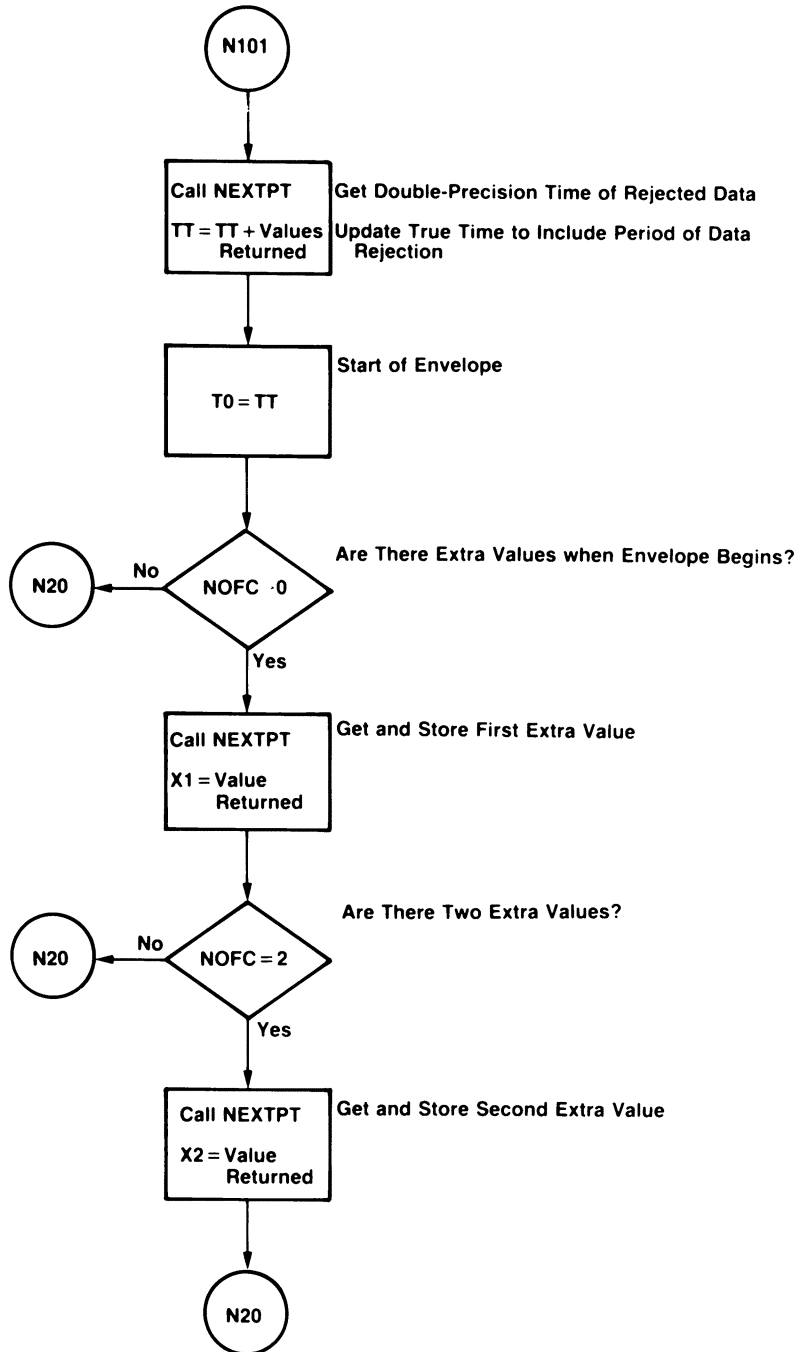 N101
Call NEXTPT
Get Double-Precision Time of Rejected Data
TT = TT + Values
Returned
Update True Time to Include Period of Data
Rejection
Start of Envelope
T0 = TT
Are There Extra Values when Envelope Begins?
No
N20
NOFC 0
Yes
Call NEXTPT
Get and Store First Extra Value
X1 = Value
Returned
Are There Two Extra Values?
No
N20
NOFC = 2
Yes
Call NEXTPT
Get and Store Second Extra Value
X2 = Value
Returned
N20